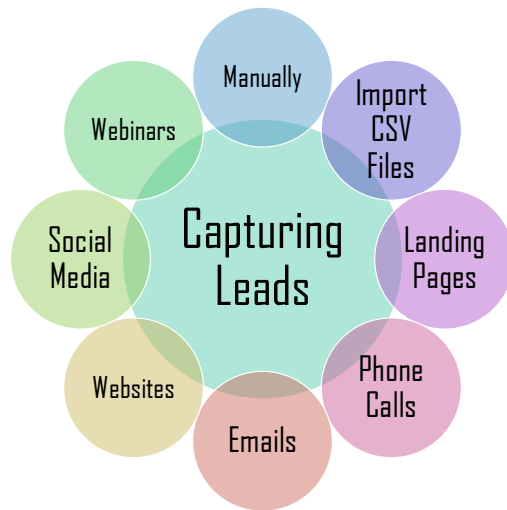 Manually
Import
CSV
Files
Webinars
Capturing
Leads
Social
Media
Landing
Pages
Phone
Calls
Websites
Emails